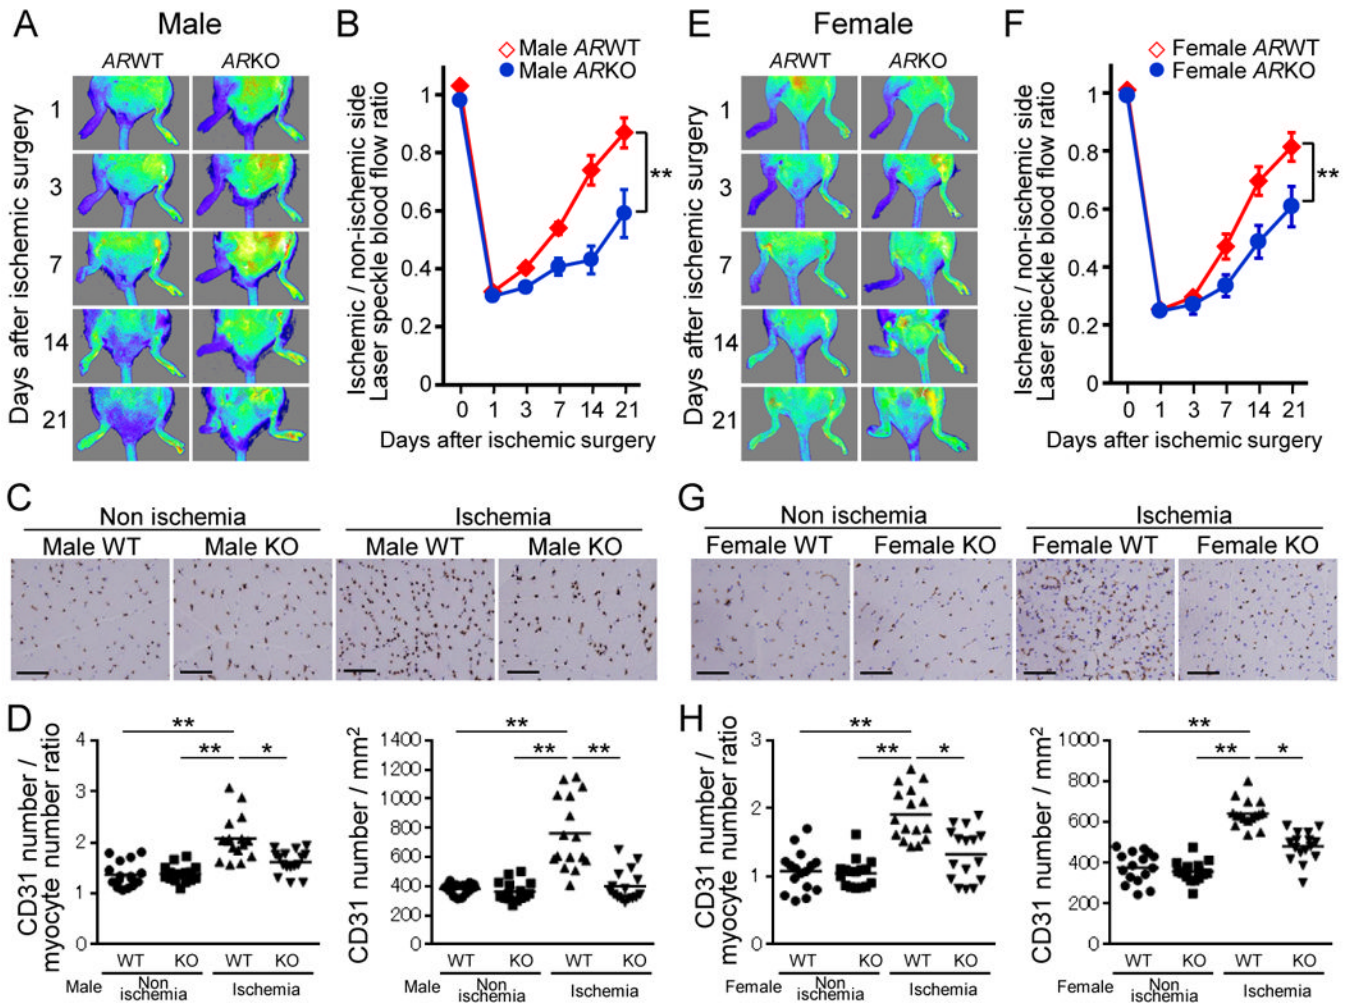 A
Male
ARWT
ARKO
Days after ischemic surgery
1
3
7
14
21
B
Male ARWT
Male ARKO
Ischemic / non-ischemic side
Laser speckle blood flow ratio
1
0.8
0.6
0.4
0.2
0
**
0 1 3 7 14 21
Days after ischemic surgery
E
Female
ARWT
ARKO
Days after ischemic surgery
1
3
7
14
21
F
Female ARWT
Female ARKO
Ischemic / non-ischemic side
Laser speckle blood flow ratio
1
0.8
0.6
0.4
0.2
0
**
0 1 3 7 14 21
Days after ischemic surgery
C
Non ischemia
Ischemia
Male WT
Male KO
Male WT
Male KO
G
Non ischemia
Ischemia
Female WT
Female KO
Female WT
Female KO
D
CD31 number /
myocyte number ratio
4
3
2
1
0
**
** *
WT KO WT KO
Male
Non
ischemia
Ischemia
CD31 number / mm2
1400
1200
1000
800
600
400
200
0
**
** **
WT KO WT KO
Male
Non
ischemia
Ischemia
H
CD31 number /
myocyte number ratio
3
2
1
0
**
** *
WT KO WT KO
Female
Non
ischemia
Ischemia
CD31 number / mm2
1000
800
600
400
200
0
**
** *
WT KO WT KO
Female
Non
ischemia
Ischemia